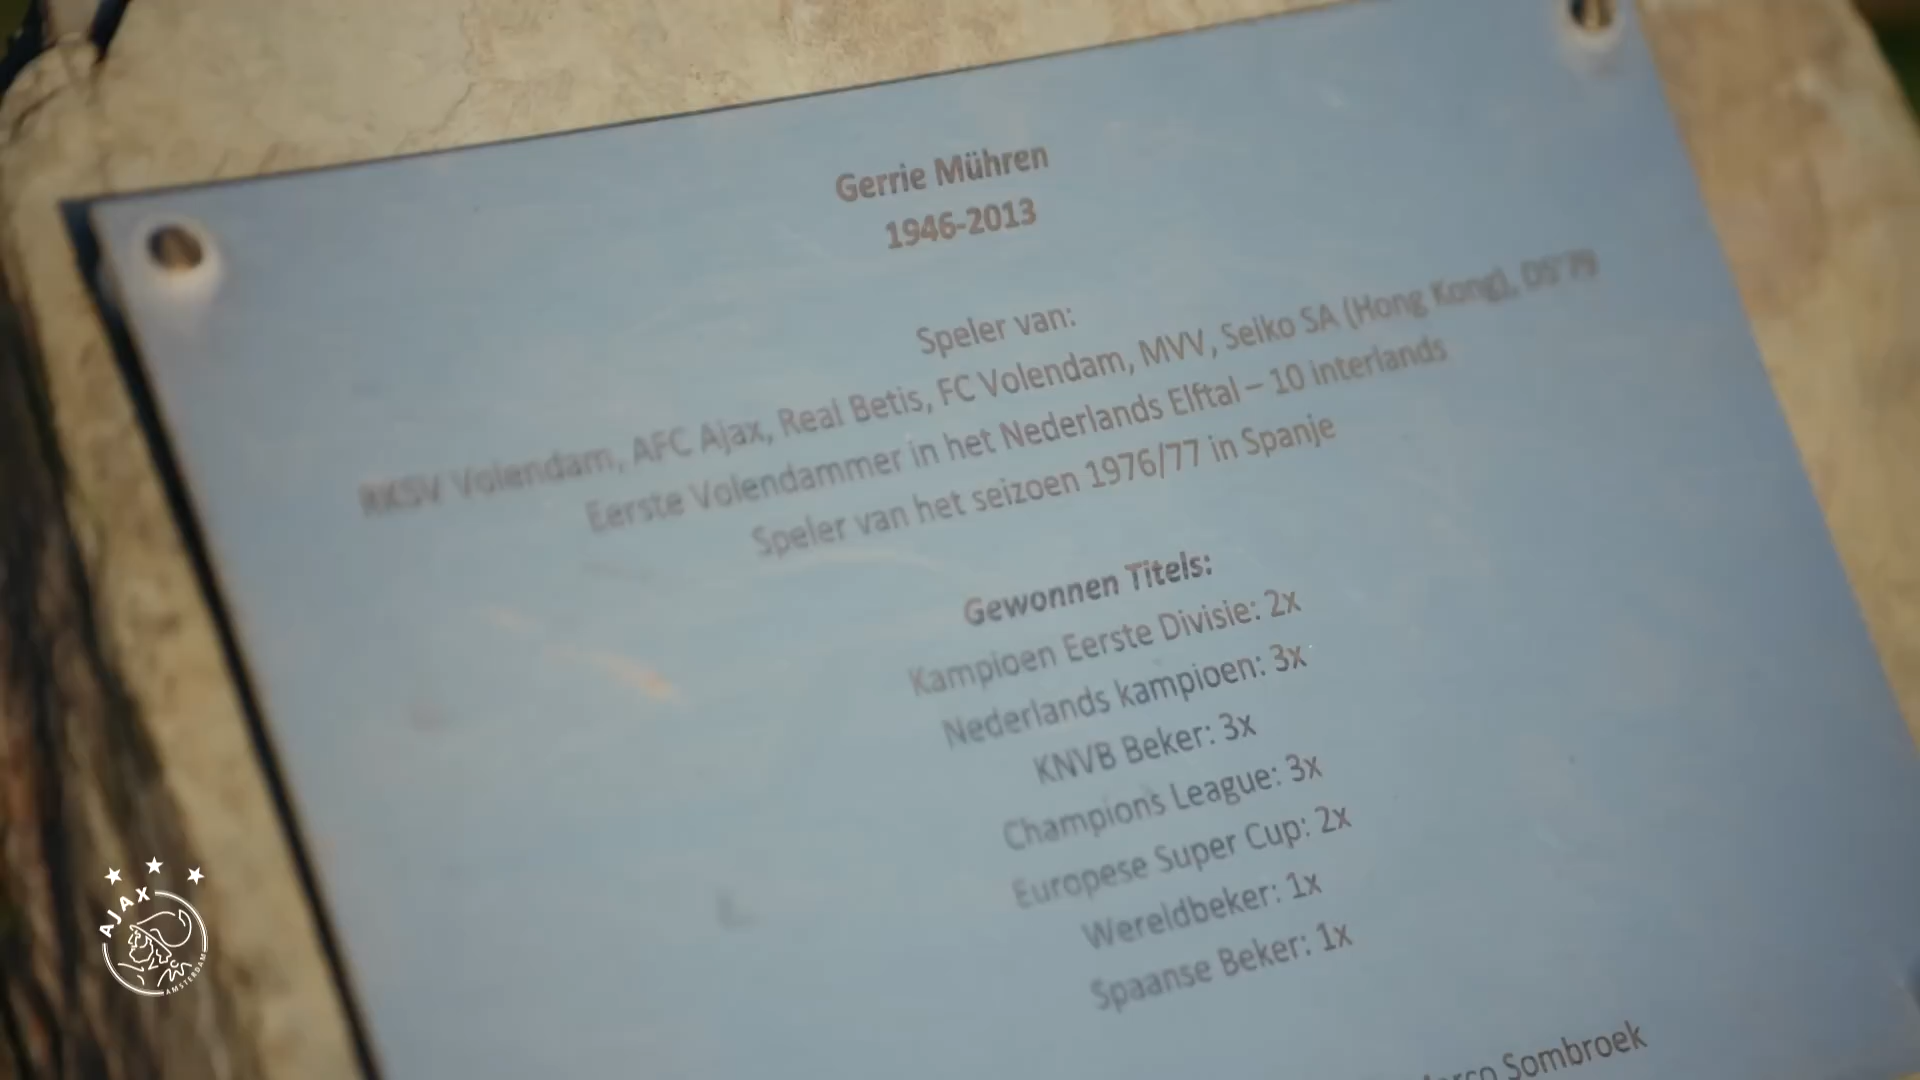 Gerrie Mühren
1946-2013
Speler van:
RKSV Volendam, AFC Ajax, Real Betis, FC Volendam, MVV, Seiko SA (Hong Kong), DS'79
Eerste Volendammer in het Nederlands Elftal – 10 interlands
Speler van het seizoen 1976/77 in Spanje
Gewonnen Titels:
Kampioen Eerste Divisie: 2x
Nederlands kampioen: 3x
KNVB Beker: 3x
Champions League: 3x
Europese Super Cup: 2x
Wereldbeker: 1x
Spaanse Beker: 1x
Sombroek
AJAX
AMSTERDAM